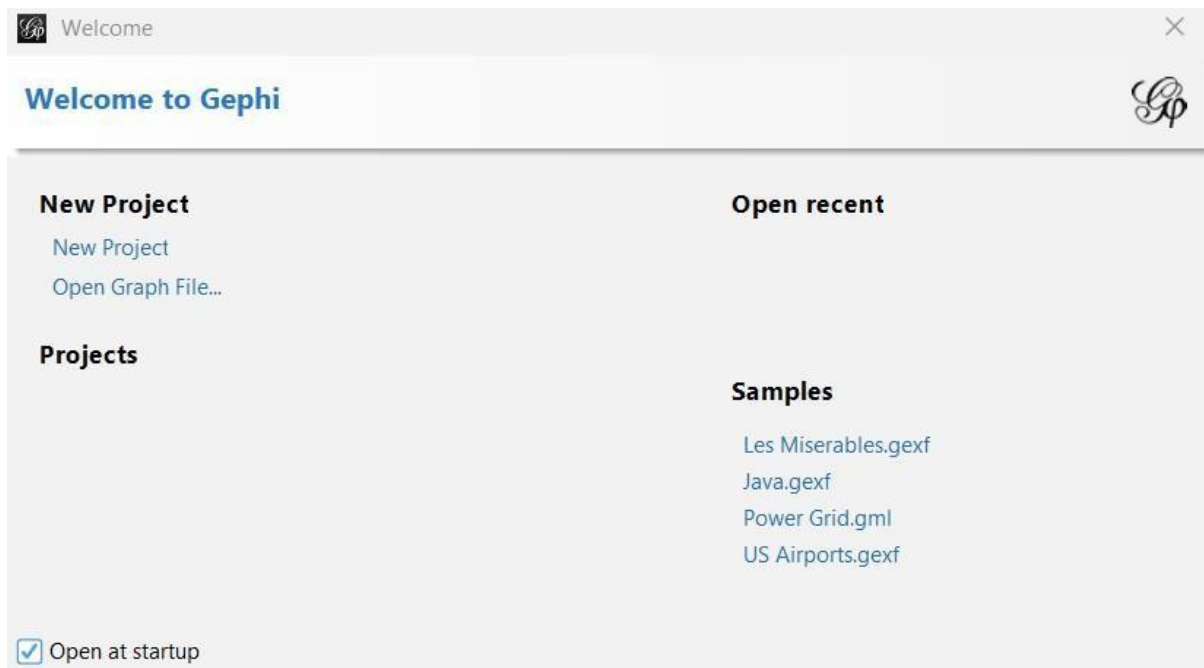 Welcome
Welcome to Gephi
New Project
New Project
Open Graph File...
Projects
Open recent
Samples
Les Miserables.gexf
Java.gexf
Power Grid.gml
US Airports.gexf
Open at startup